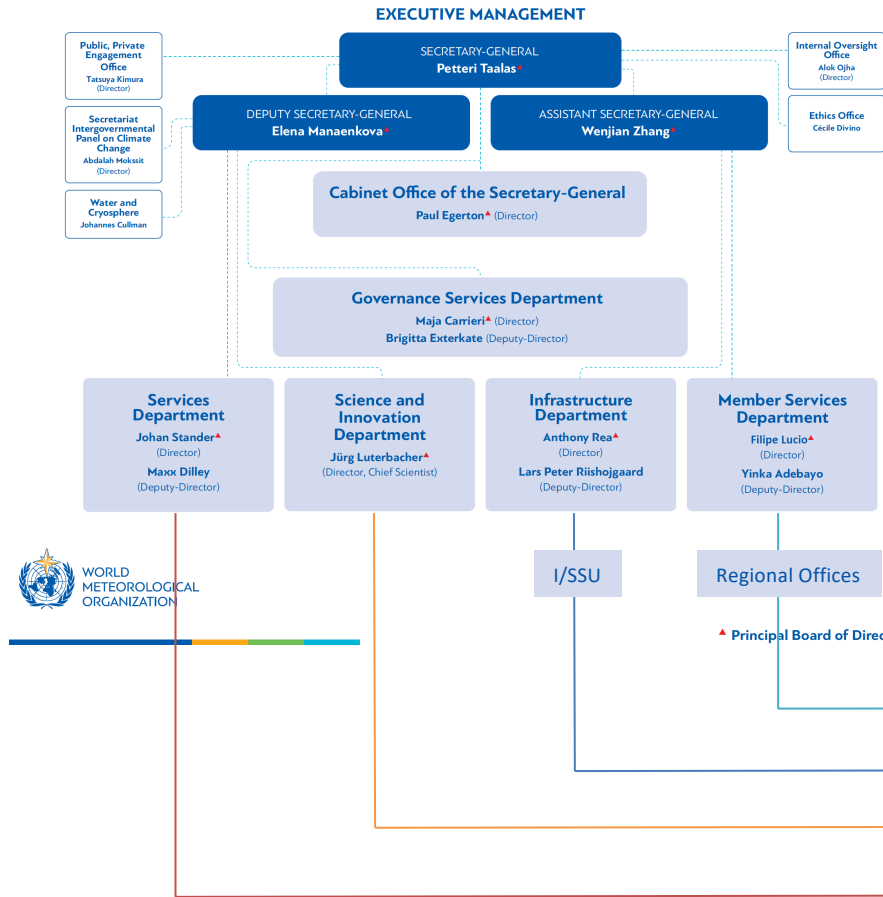 EXECUTIVE MANAGEMENT
SECRETARY-GENERAL
Petteri Taalas▲
Public, Private
Engagement
Office
Tatsuya Kimura
(Director)
Internal Oversight
Office
Alok Ojha
(Director)
DEPUTY SECRETARY-GENERAL
Elena Manaenkova▲
ASSISTANT SECRETARY-GENERAL
Wenjian Zhang▲
Secretariat
Intergovernmental
Panel on Climate
Change
Abdalah Mokssit
(Director)
Ethics Office
Cécile Divino
Water and
Cryosphere
Johannes Cullman
Cabinet Office of the Secretary-General
Paul Egerton▲ (Director)
Governance Services Department
Maja Carrieri▲ (Director)
Brigitta Exterkate (Deputy-Director)
Services
Department
Johan Stander▲
(Director)
Maxx Dilley
(Deputy-Director)
Science and
Innovation
Department
Jürg Luterbacher▲
(Director, Chief Scientist)
Infrastructure
Department
Anthony Rea▲
(Director)
Lars Peter Riishojgaard
(Deputy-Director)
Member Services
Department
Filipe Lucio▲
(Director)
Yinka Adebayo
(Deputy-Director)
WORLD
METEOROLOGICAL
ORGANIZATION
I/SSU
Regional Offices
▲ Principal Board of Direc